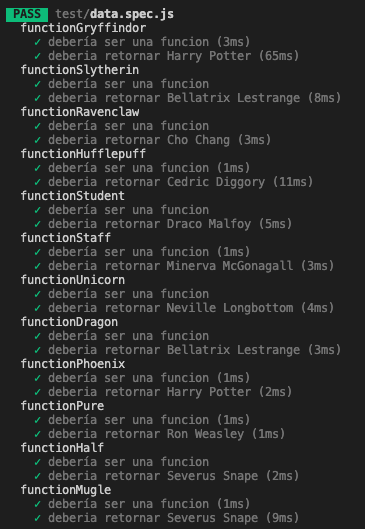 PASS test/data.spec.js
functionGryffindor
✓ debería ser una funcion (3ms)
✓ deberia retornar Harry Potter (65ms)
functionSlytherin
✓ debería ser una funcion
✓ deberia retornar Bellatrix Lestrange (8ms)
functionRavenclaw
✓ debería ser una funcion
✓ deberia retornar Cho Chang (3ms)
functionHufflepuff
✓ debería ser una funcion (1ms)
✓ deberia retornar Cedric Diggory (11ms)
functionStudent
✓ debería ser una funcion
✓ deberia retornar Draco Malfoy (5ms)
functionStaff
✓ debería ser una funcion (1ms)
✓ deberia retornar Minerva McGonagall (3ms)
functionUnicorn
✓ debería ser una funcion
✓ deberia retornar Neville Longbottom (4ms)
functionDragon
✓ debería ser una funcion
✓ deberia retornar Bellatrix Lestrange (3ms)
functionPhoenix
✓ debería ser una funcion (1ms)
✓ deberia retornar Harry Potter (2ms)
functionPure
✓ debería ser una funcion (1ms)
✓ deberia retornar Ron Weasley (1ms)
functionHalf
✓ debería ser una funcion
✓ deberia retornar Severus Snape (2ms)
functionMugle
✓ debería ser una funcion (1ms)
✓ deberia retornar Severus Snape (9ms)